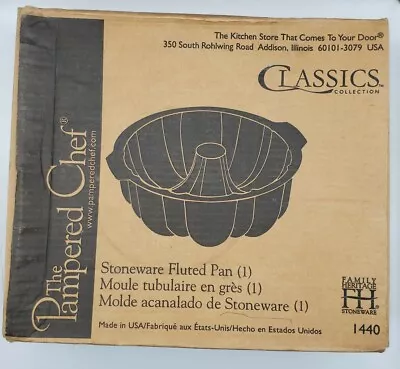 The Kitchen Store That Comes To Your Door®
350 South Rohlwing Road Addison, Illinois 60101-3079 USA
CLASSICS™
COLLECTION
The
Pampered Chef®
www.pamperedchef.com
Stoneware Fluted Pan (1)
Moule tubulaire en grès (1)
Molde acanalado de Stoneware (1)
Made in USA/Fabriqué aux États-Unis/Hecho en Estados Unidos
FAMILY
HERITAGE
FH
STONEWARE
1440